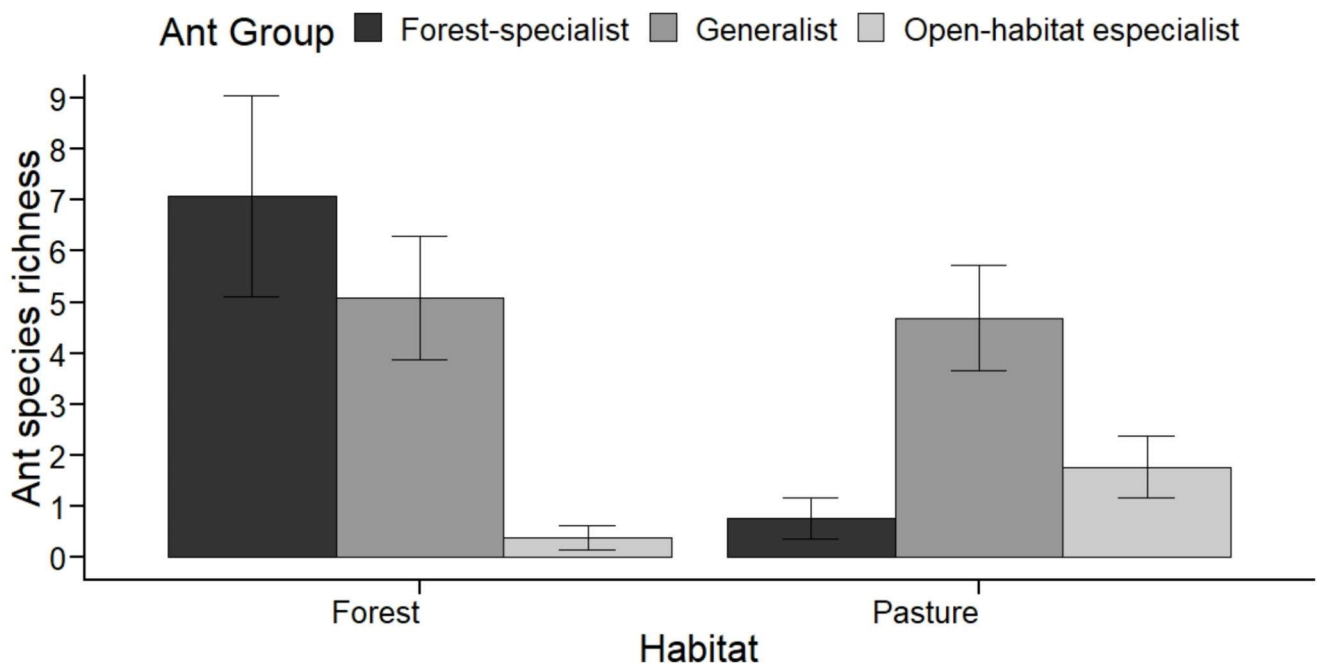 Ant Group Forest-specialist Generalist Open-habitat especialist
9
8
7
6
5
4
3
2
1
0
Ant species richness
Forest Pasture
Habitat